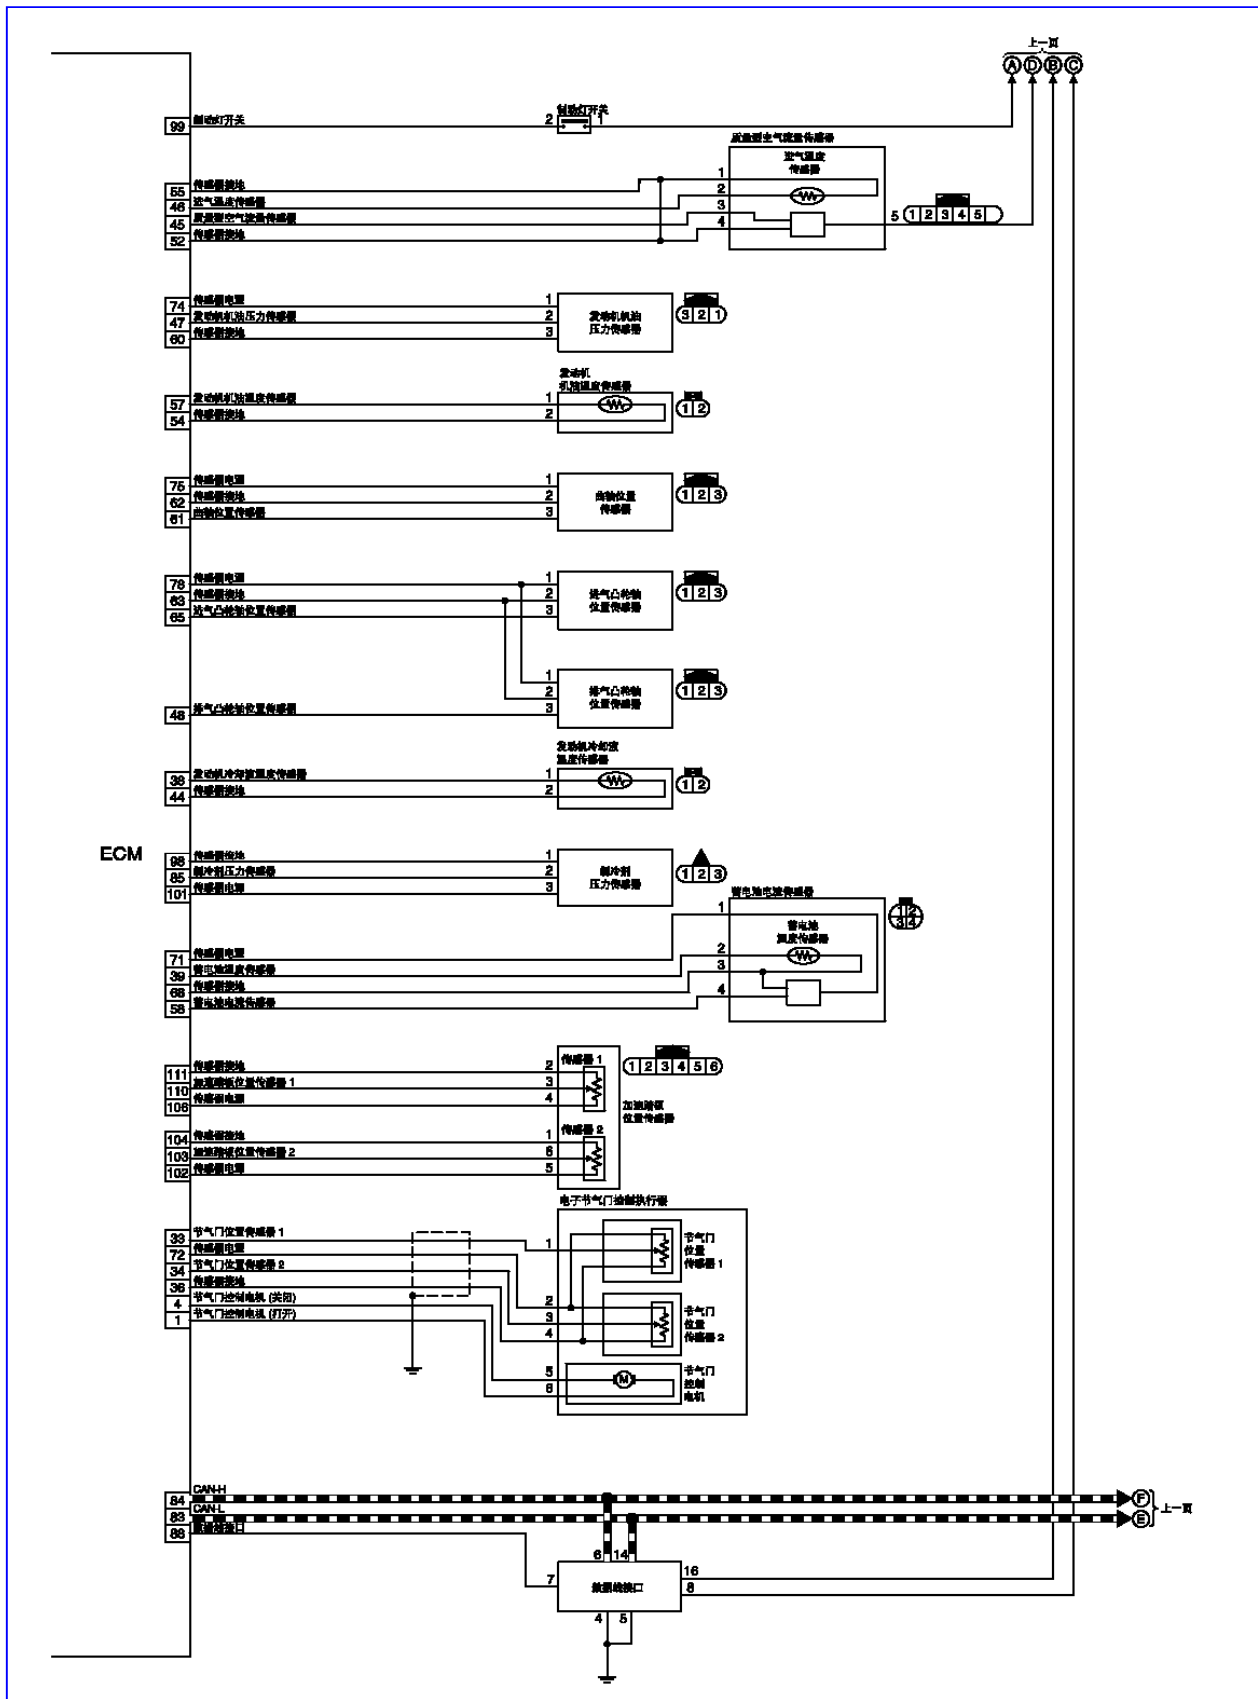 上一页
A D B C
制动灯开关
99 制动灯开关 2 1
质量型空气流量传感器
进气温度
传感器
55 传感器接地 1
46 进气温度传感器 2
45 质量型空气流量传感器 3
52 传感器接地 4
5 1 2 3 4 5
74 传感器电源 1
47 发动机机油压力传感器 2
60 传感器接地 3
发动机机油
压力传感器
3 2 1
发动机
机油温度传感器
57 发动机机油温度传感器 1
54 传感器接地 2
1 2
75 传感器电源 1
62 传感器接地 2
61 曲轴位置传感器 3
曲轴位置
传感器
1 2 3
78 传感器电源 1
63 传感器接地 2
65 进气凸轮轴位置传感器 3
进气凸轮轴
位置传感器
1 2 3
1
2
48 排气凸轮轴位置传感器 3
排气凸轮轴
位置传感器
1 2 3
发动机冷却液
温度传感器
38 发动机冷却液温度传感器 1
44 传感器接地 2
1 2
ECM
98 传感器接地 1
85 制冷剂压力传感器 2
101 传感器电源 3
制冷剂
压力传感器
1 2 3
蓄电池电流传感器
蓄电池
温度传感器
1 2
3 4
71 传感器电源 1
39 蓄电池温度传感器 2
68 传感器接地 3
58 蓄电池电流传感器 4
传感器 1
111 传感器接地 2
110 加速踏板位置传感器 1 3
106 传感器电源 4
1 2 3 4 5 6
加速踏板
位置传感器
传感器 2
104 传感器接地 1
103 加速踏板位置传感器 2 6
102 传感器电源 5
电子节气门控制执行器
33 节气门位置传感器 1 1
72 传感器电源 2
34 节气门位置传感器 2 3
36 传感器接地 4
4 节气门控制电机 (关闭) 5
1 节气门控制电机 (打开) 6
节气门
位置
传感器 1
节气门
位置
传感器 2
M
节气门
控制
电机
84 CAN-H F
83 CAN-L E
上一页
88 数据线接口 7
6 14
数据线接口
16
8
4 5